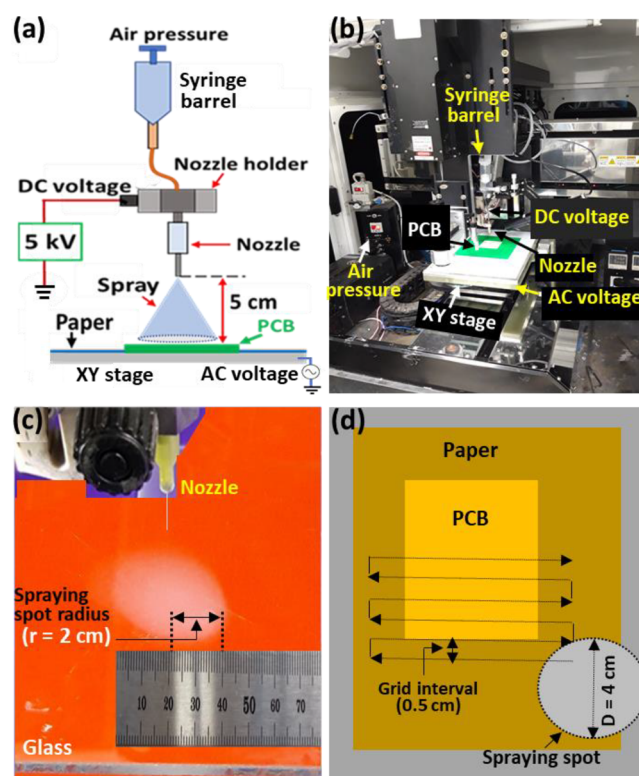 (a)
Air pressure
Syringe
barrel
Nozzle holder
DC voltage
5 kV
Nozzle
Spray
5 cm
Paper
PCB
XY stage
AC voltage
(b)
Syringe
barrel
DC voltage
PCB
Nozzle
Air
pressure
AC voltage
XY stage
(c)
Nozzle
Spraying
spot radius
(r = 2 cm)
10 20 30 40 50 60 70
Glass
(d)
Paper
PCB
Grid interval
(0.5 cm)
D = 4 cm
Spraying spot